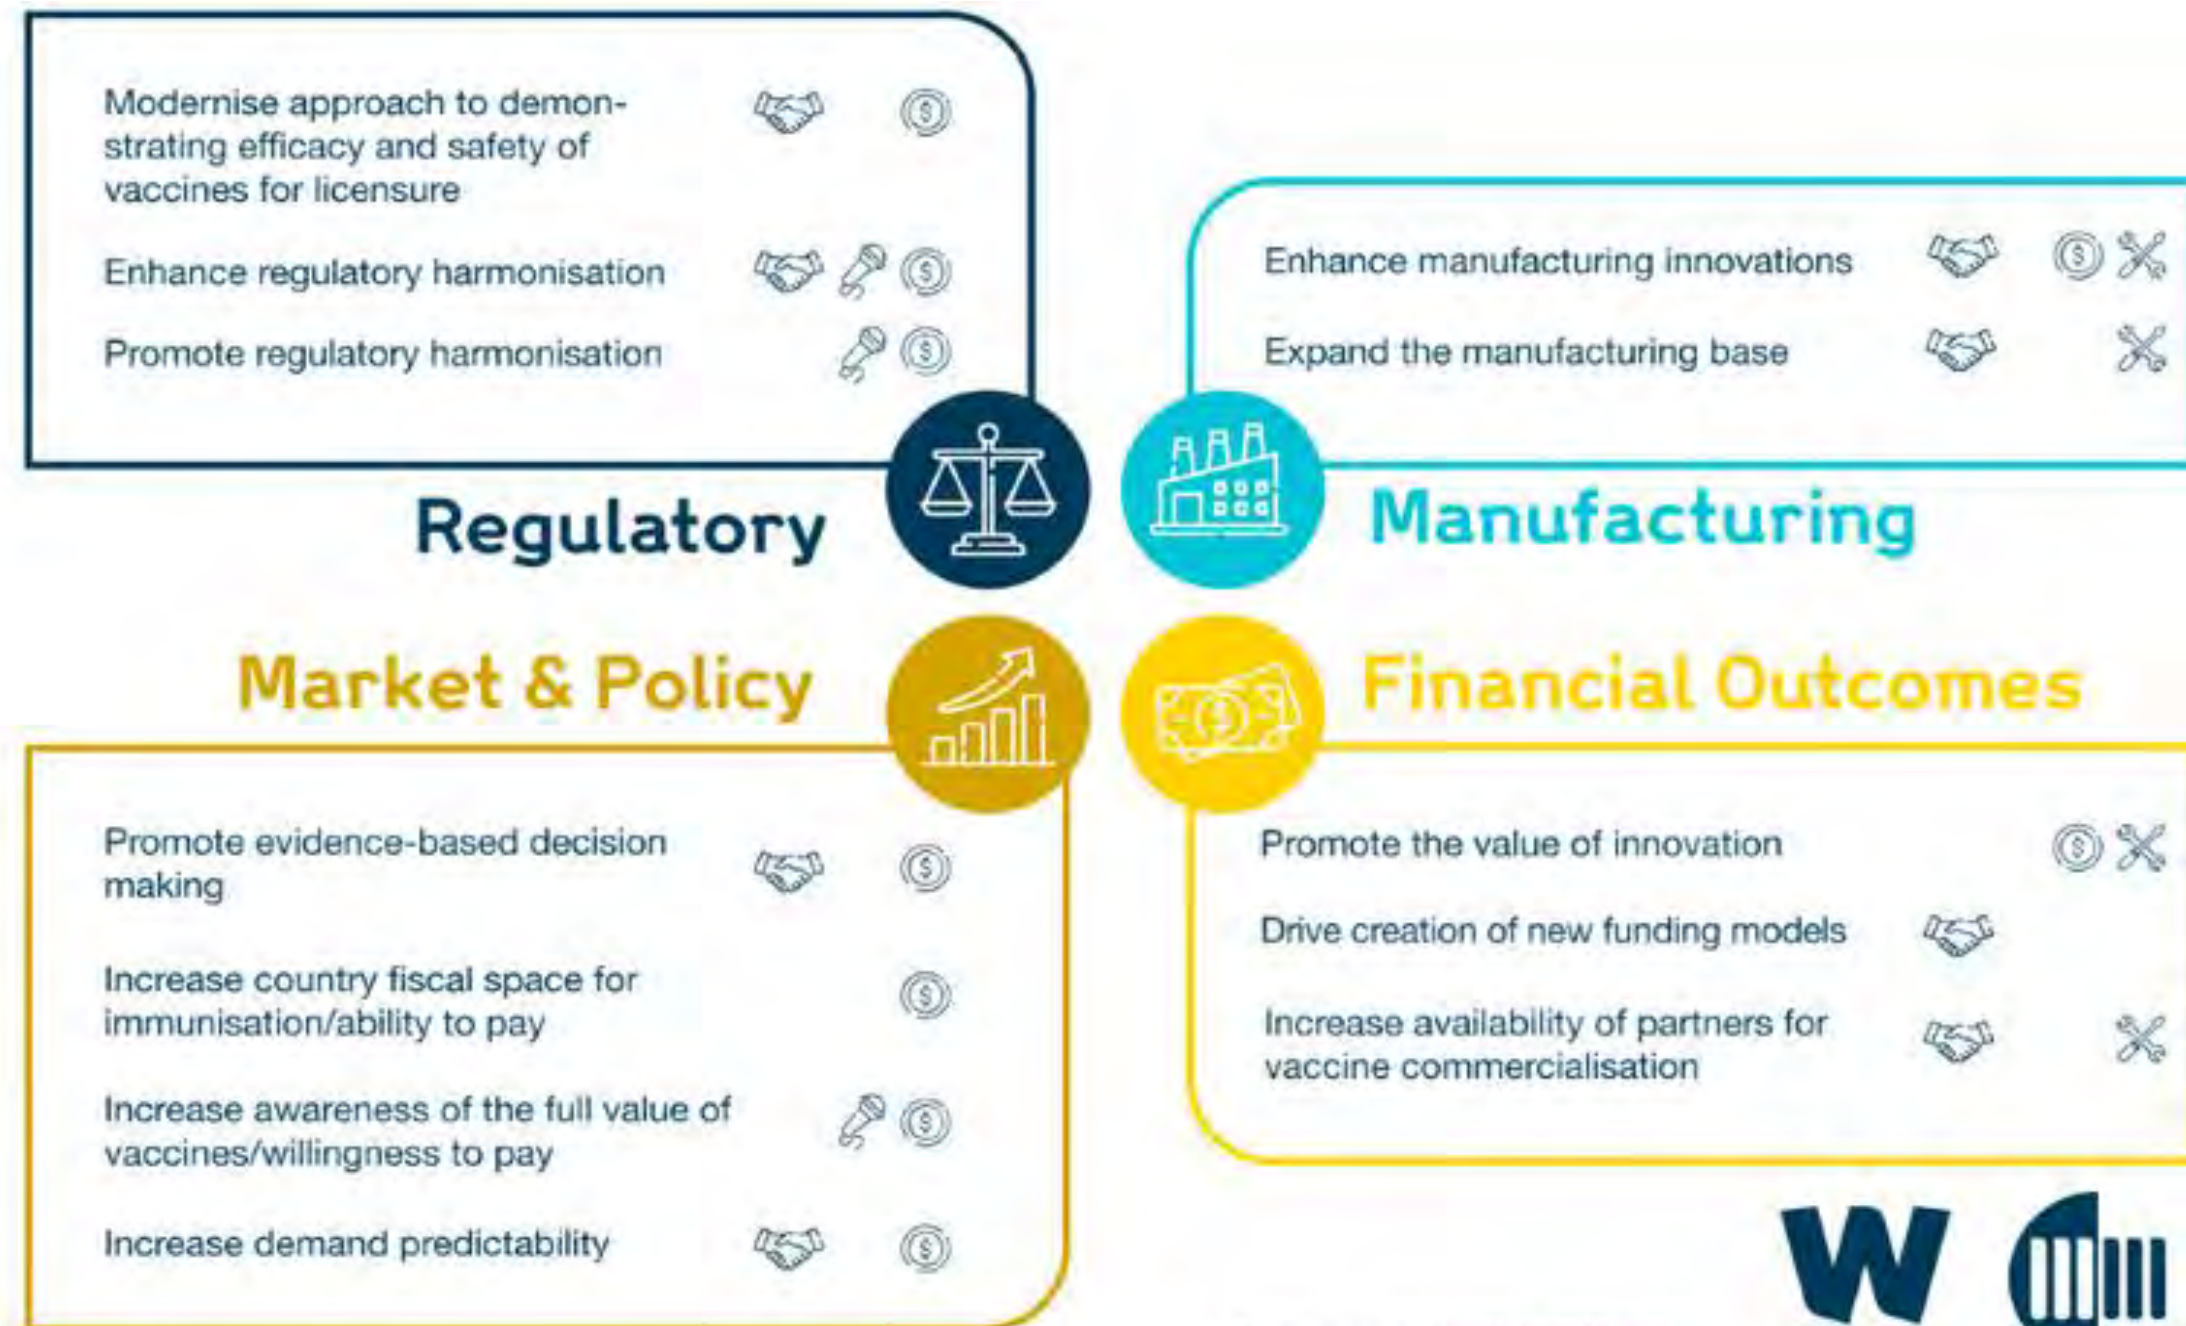 Modernise approach to demon-
strating efficacy and safety of
vaccines for licensure
Enhance regulatory harmonisation
Promote regulatory harmonisation
Regulatory
Enhance manufacturing innovations
Expand the manufacturing base
Manufacturing
Market & Policy
Promote evidence-based decision
making
Increase country fiscal space for
immunisation/ability to pay
Increase awareness of the full value of
vaccines/willingness to pay
Increase demand predictability
Financial Outcomes
Promote the value of innovation
Drive creation of new funding models
Increase availability of partners for
vaccine commercialisation
W